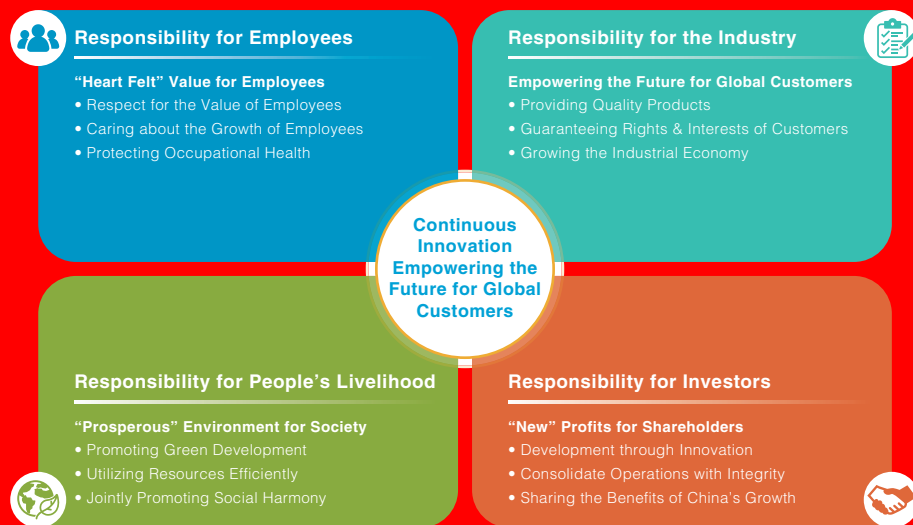 Responsibility for Employees
“Heart Felt” Value for Employees
• Respect for the Value of Employees
• Caring about the Growth of Employees
• Protecting Occupational Health
Responsibility for the Industry
Empowering the Future for Global Customers
• Providing Quality Products
• Guaranteeing Rights & Interests of Customers
• Growing the Industrial Economy
Continuous
Innovation
Empowering the
Future for Global
Customers
Responsibility for People’s Livelihood
“Prosperous” Environment for Society
• Promoting Green Development
• Utilizing Resources Efficiently
• Jointly Promoting Social Harmony
Responsibility for Investors
“New” Profits for Shareholders
• Development through Innovation
• Consolidate Operations with Integrity
• Sharing the Benefits of China's Growth